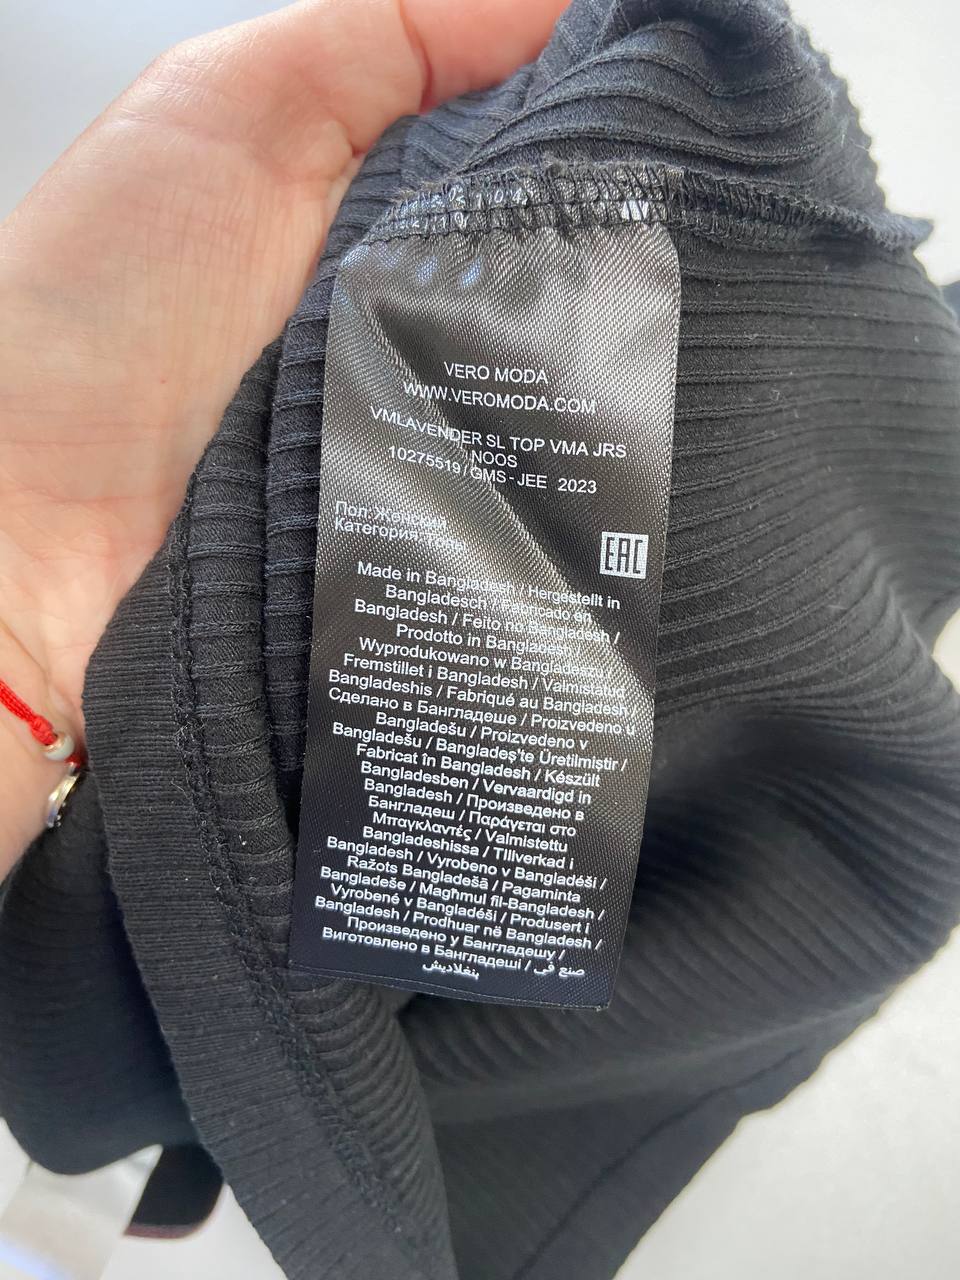 VERO MODA
WWW.VEROMODA.COM
VMLAVENDER SL TOP VMA JRS
NOOS
10275519 / GMS - JEE 2023
Пол: Женский
Категория: Топы
EAC
Made in Bangladesh / Hergestellt in
Bangladesch / Fabricado en
Bangladesh / Feito no Bangladesh /
Prodotto in Bangladesh /
Wyprodukowano w Bangladeszu /
Fremstillet i Bangladesh / Valmistatud
Bangladeshis / Fabriqué au Bangladesh
Сделано в Бангладеше / Proizvedeno u
Bangladešu / Proizvedeno v
Bangladešu / Bangladeş'te Üretilmiştir /
Fabricat în Bangladesh / Készült
Bangladesben / Vervaardigd in
Bangladesh / Произведено в
Бангладеш / Παράγεται στο
Μπαγκλαντές / Valmistettu
Bangladeshissa / Tlliverkad i
Bangladesh / Vyrobeno v Bangladéši /
Ražots Bangladešā / Pagaminta
Bangladeše / Magħmul fil-Bangladesh /
Vyrobené v Bangladéši / Produsert i
Bangladesh / Prodhuar në Bangladesh /
Произведено у Бангладешу /
Виготовлено в Бангладеші / صنع في
بنغلاديش